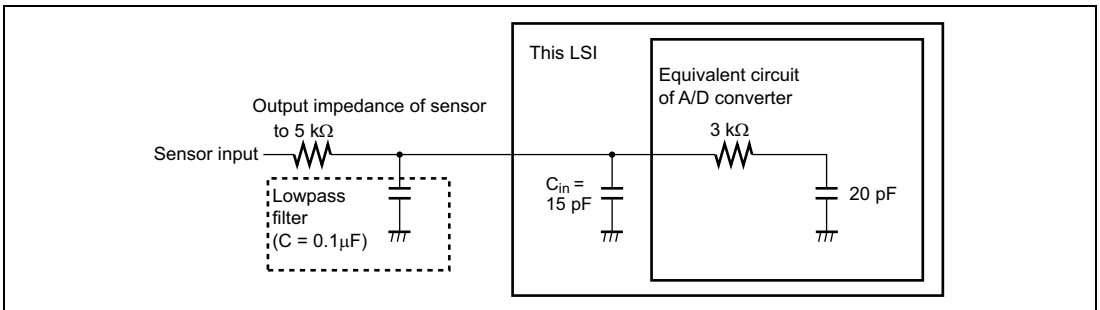 This LSI
Equivalent circuit
of A/D converter
Output impedance of sensor
to 5 kΩ
3 kΩ
Sensor input
Lowpass
filter
(C = 0.1μF)
Cin =
15 pF
20 pF